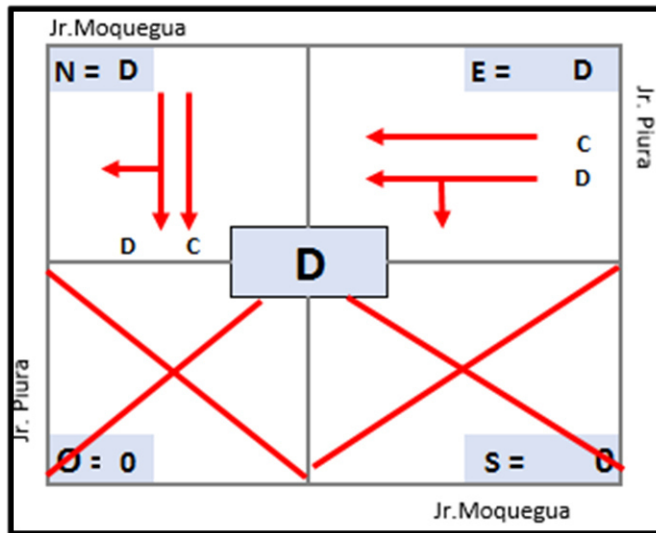 Jr.Moquegua
N = D
E = D
Jr. Piura
C
D
D C
D
Jr. Piura
Ø = 0
S = 0
Jr.Moquegua